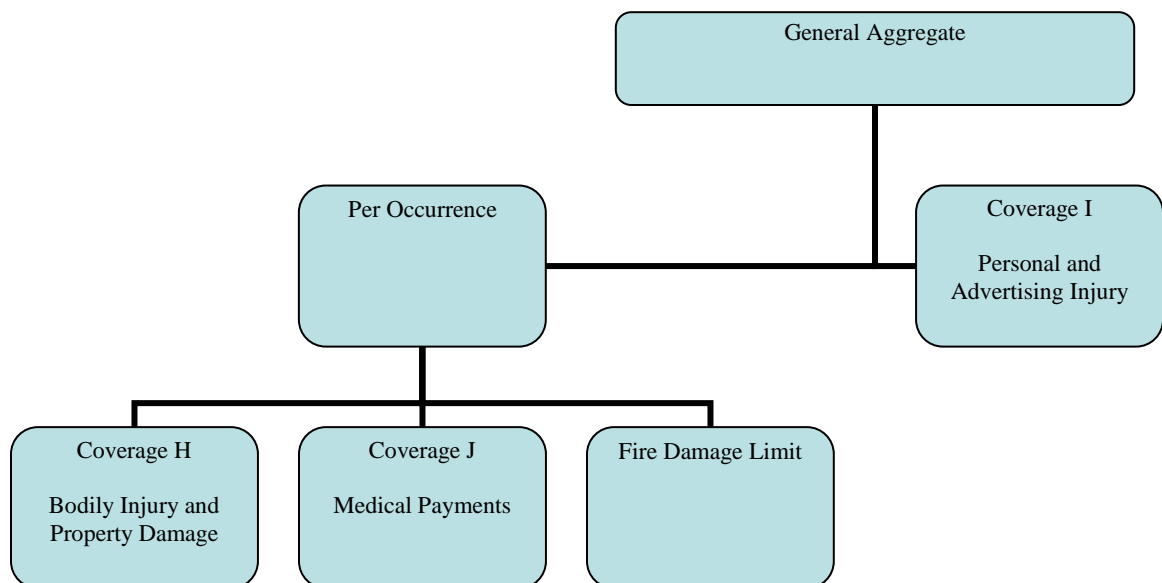 General Aggregate
Per Occurrence
Coverage I
Personal and
Advertising Injury
Coverage H
Bodily Injury and
Property Damage
Coverage J
Medical Payments
Fire Damage Limit